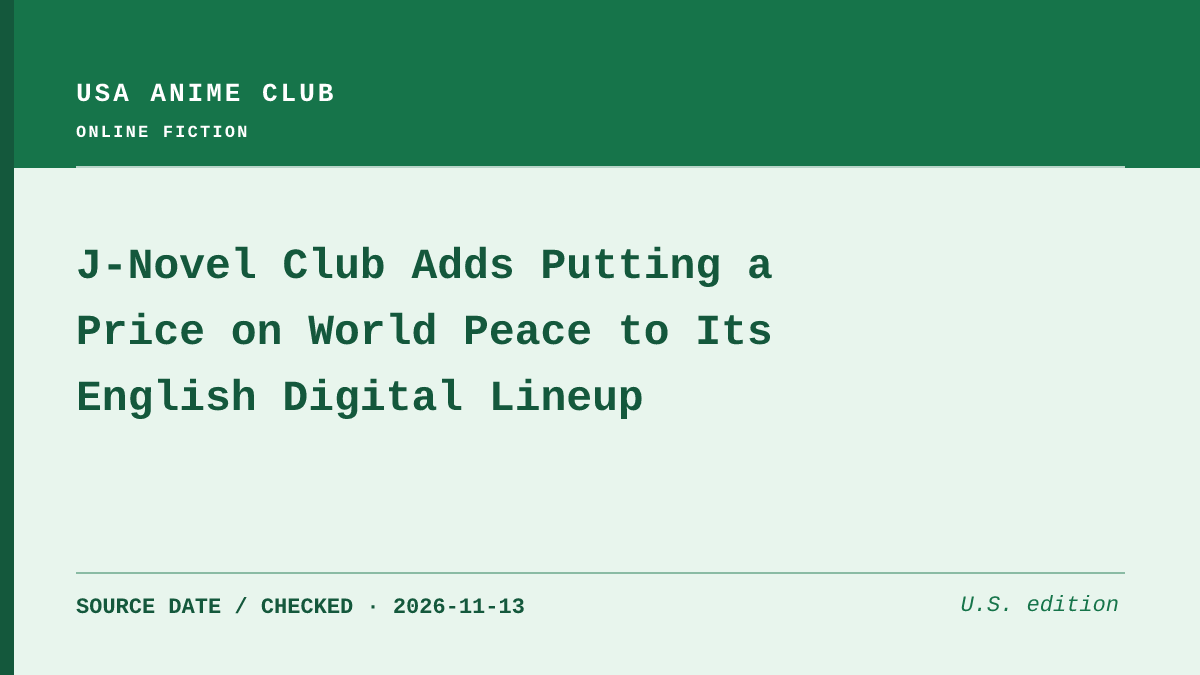 USA ANIME CLUB
ONLINE FICTION
J-Novel Club Adds Putting a
Price on World Peace to Its
English Digital Lineup
SOURCE DATE / CHECKED · 2026-11-13
U.S. edition